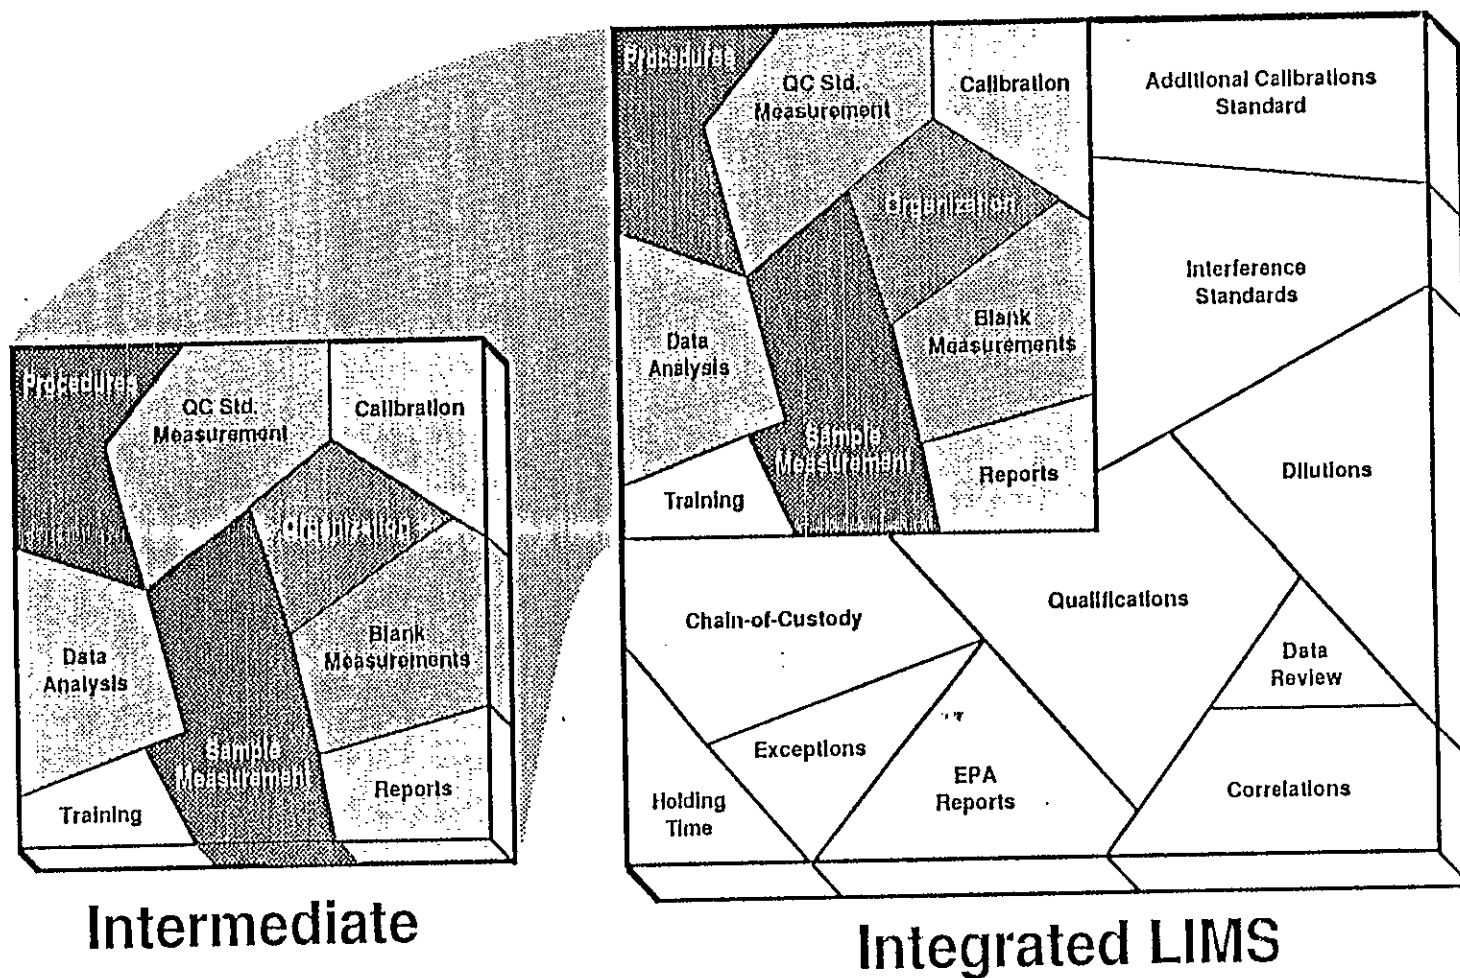 Procedures
QC Std.
Measurement
Calibration
Organization
Data
Analysis
Blank
Measurements
Sample
Measurement
Training
Reports
Intermediate
Procedures
QC Std.
Measurement
Calibration
Additional Calibrations
Standard
Organization
Interference
Standards
Data
Analysis
Blank
Measurements
Sample
Measurement
Training
Reports
Dilutions
Chain-of-Custody
Qualifications
Data
Review
Exceptions
EPA
Reports
Holding
Time
Correlations
Integrated LIMS